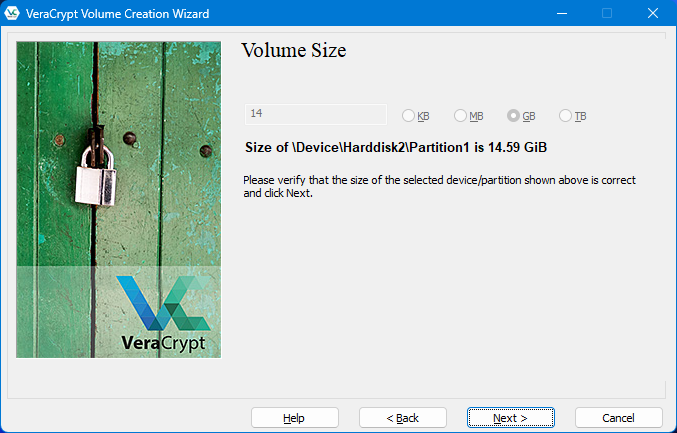 VeraCrypt Volume Creation Wizard
Volume Size
14 KB MB GB TB
Size of \Device\Harddisk2\Partition1 is 14.59 GiB
Please verify that the size of the selected device/partition shown above is correct
and click Next.
VeraCrypt
Help < Back Next > Cancel